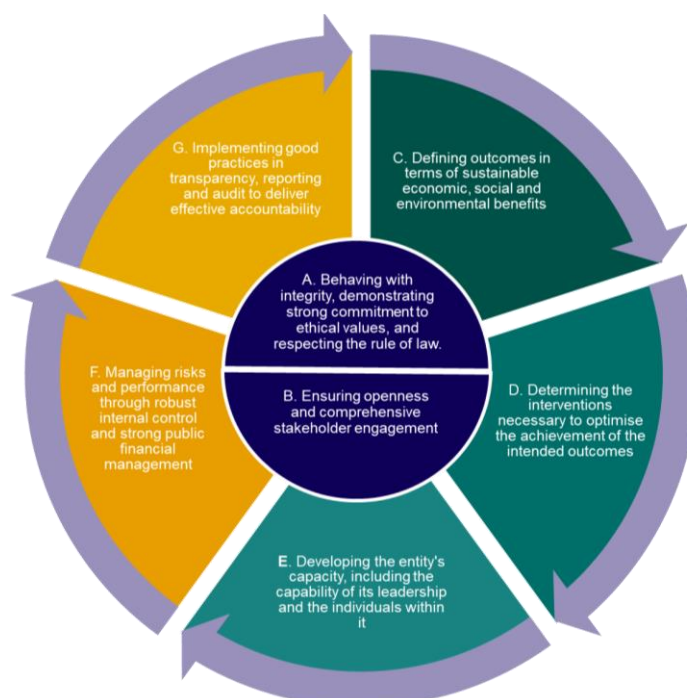 A. Behaving with
integrity, demonstrating
strong commitment to
ethical values, and
respecting the rule of law.
B. Ensuring openness
and comprehensive
stakeholder engagement
C. Defining outcomes in
terms of sustainable
economic, social and
environmental benefits
D. Determining the
interventions
necessary to optimise
the achievement of the
intended outcomes
E. Developing the entity's
capacity, including the
capability of its leadership
and the individuals within
it
F. Managing risks
and performance
through robust
internal control
and strong public
financial
management
G. Implementing good
practices in
transparency, reporting
and audit to deliver
effective accountability